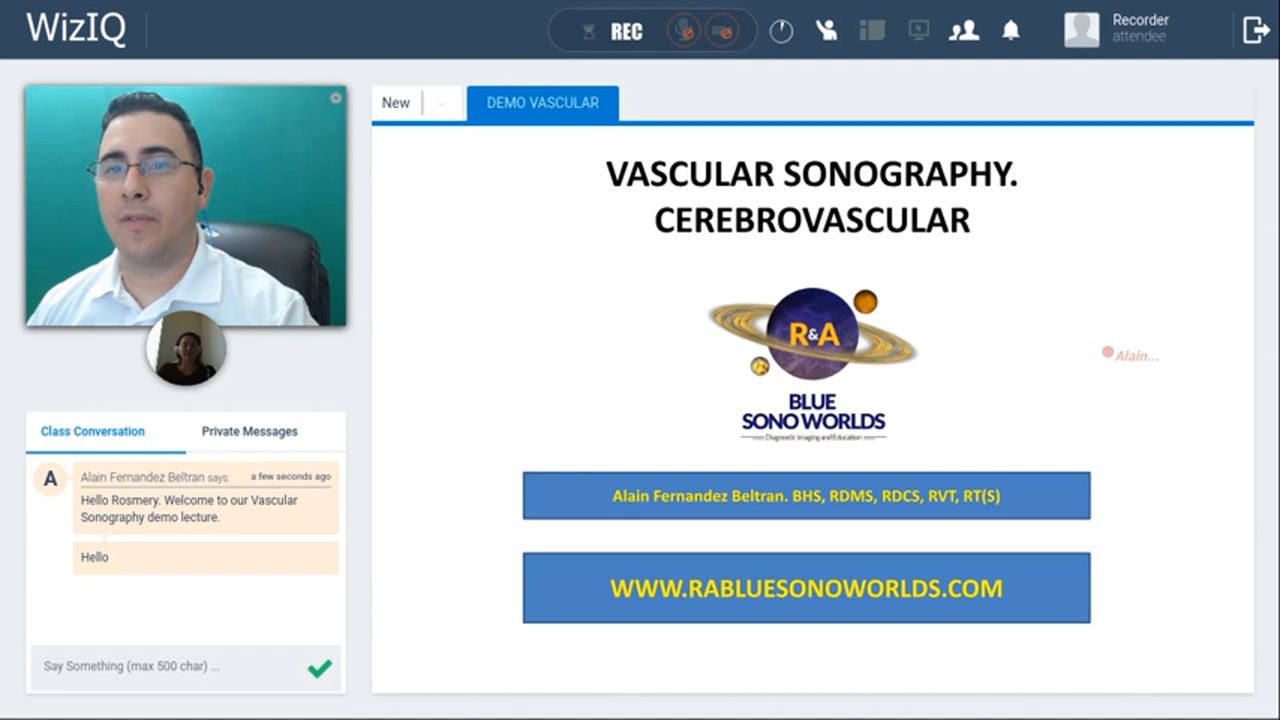 WizIQ
REC
Recorder
attendee
New
DEMO VASCULAR
VASCULAR SONOGRAPHY.
CEREBROVASCULAR
R&A
BLUE
SONO WORLDS
Diagnostic Imaging and Education
Alain...
Alain Fernandez Beltran. BHS, RDMS, RDCS, RVT, RT(S)
WWW.RABLUESONOWORLDS.COM
Class Conversation
Private Messages
A
Alain Fernandez Beltran says:
a few seconds ago
Hello Rosmery. Welcome to our Vascular
Sonography demo lecture.
Hello
Say Something (max 500 char) ...